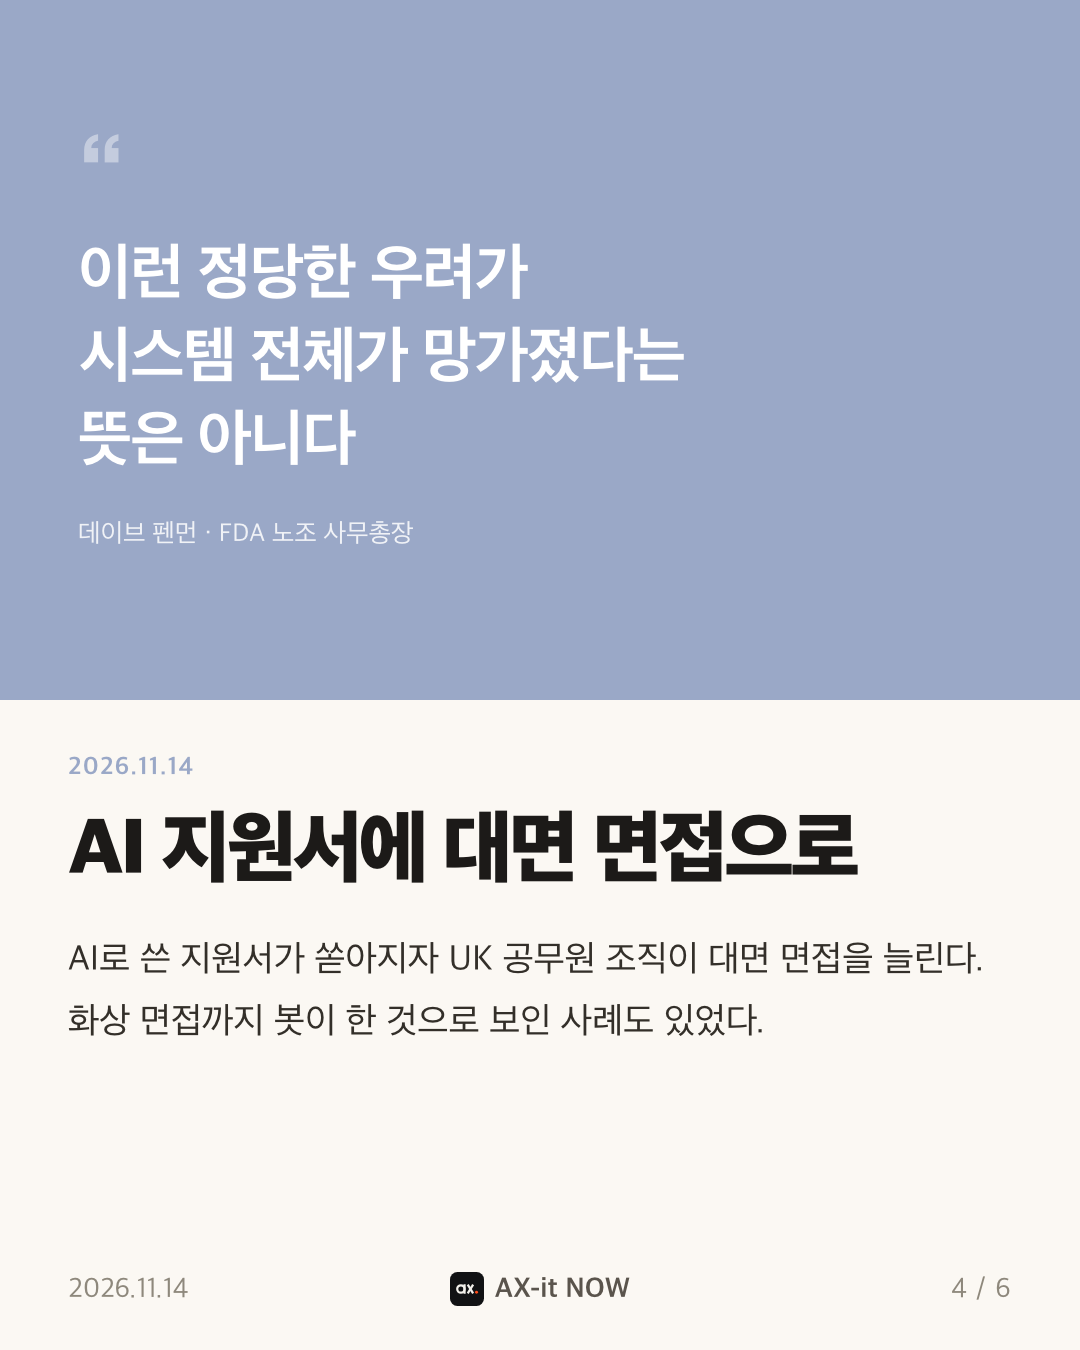 “
이런 정당한 우려가
시스템 전체가 망가졌다는
뜻은 아니다
데이브 펜먼 · FDA 노조 사무총장
2026.11.14
AI 지원서에 대면 면접으로
AI로 쓴 지원서가 쏟아지자 UK 공무원 조직이 대면 면접을 늘린다.
화상 면접까지 봇이 한 것으로 보인 사례도 있었다.
2026.11.14
ax. AX-it NOW
4 / 6